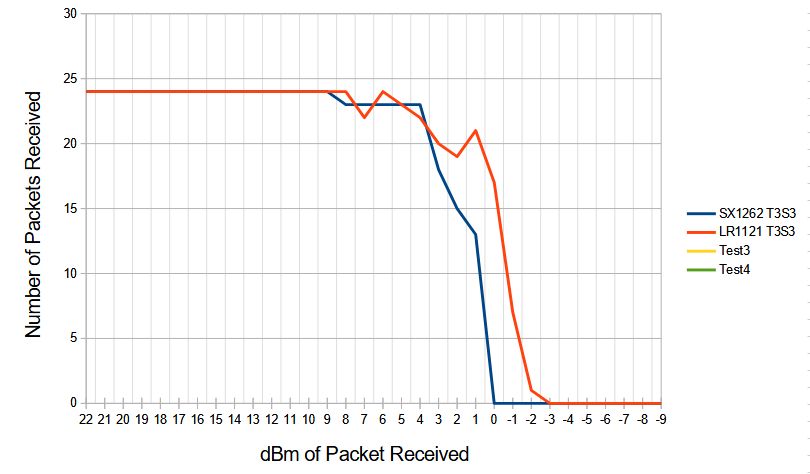 30
25
20
15
10
5
0
Number of Packets Received
22 21 20 19 18 17 16 15 14 13 12 11 10 9 8 7 6 5 4 3 2 1 0 -1 -2 -3 -4 -5 -6 -7 -8 -9
dBm of Packet Received
SX1262 T3S3
LR1121 T3S3
Test3
Test4